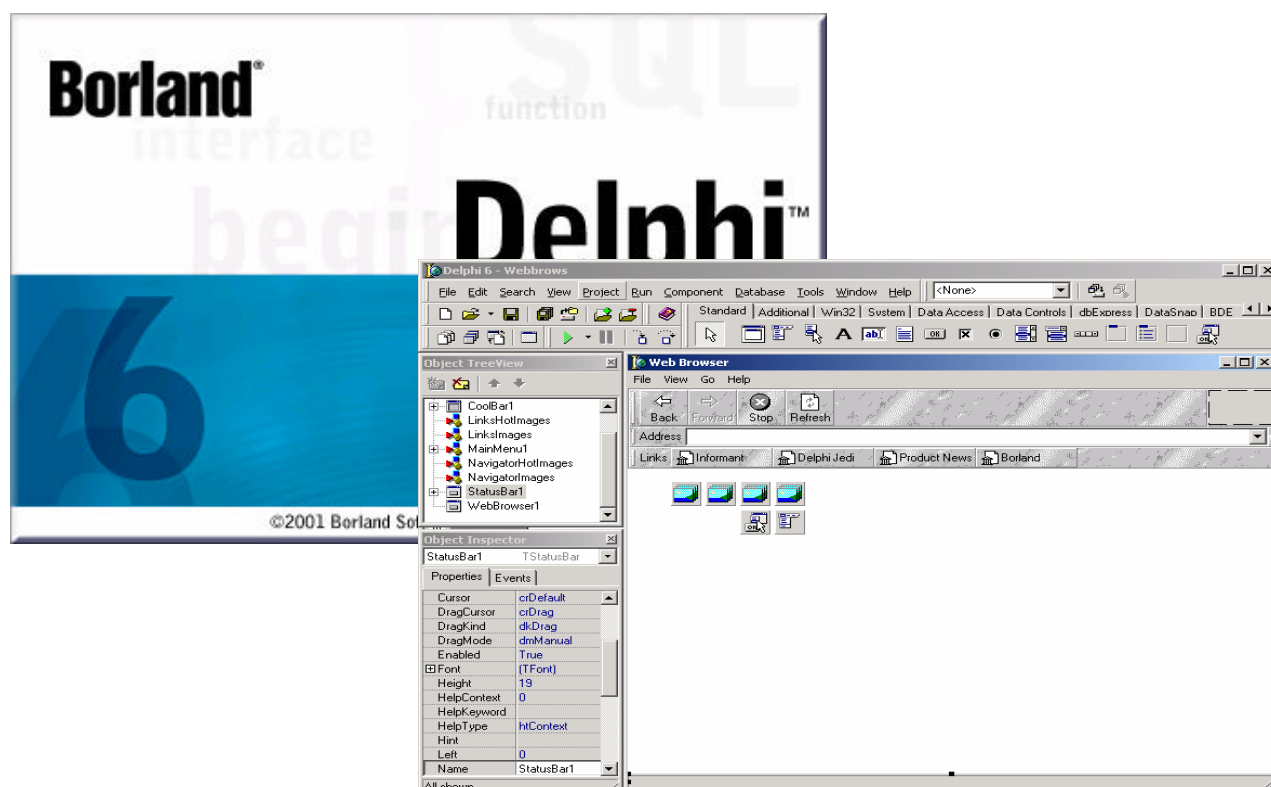 Borland®
SQL
function
interface
begin
Delphi™
6
©2001 Borland
Delphi 6 - Webbrows
File Edit Search View Project Run Component Database Tools Window Help <None>
Standard Additional Win32 System Data Access Data Controls dbExpress DataSnap BDE
Object TreeView
CoolBar1
LinksHotImages
LinksImages
MainMenu1
NavigatorHotImages
NavigatorImages
StatusBar1
WebBrowser1
Object Inspector
StatusBar1 TStatusBar
Properties Events
Cursor crDefault
DragCursor crDrag
DragKind dkDrag
DragMode dmManual
Enabled True
Font (TFont)
Height 19
HelpContext 0
HelpKeyword
HelpType htContext
Hint
Left 0
Name StatusBar1
All shown
Web Browser
File View Go Help
Back Forward Stop Refresh
Address
Links Informant Delphi Jedi Product News Borland